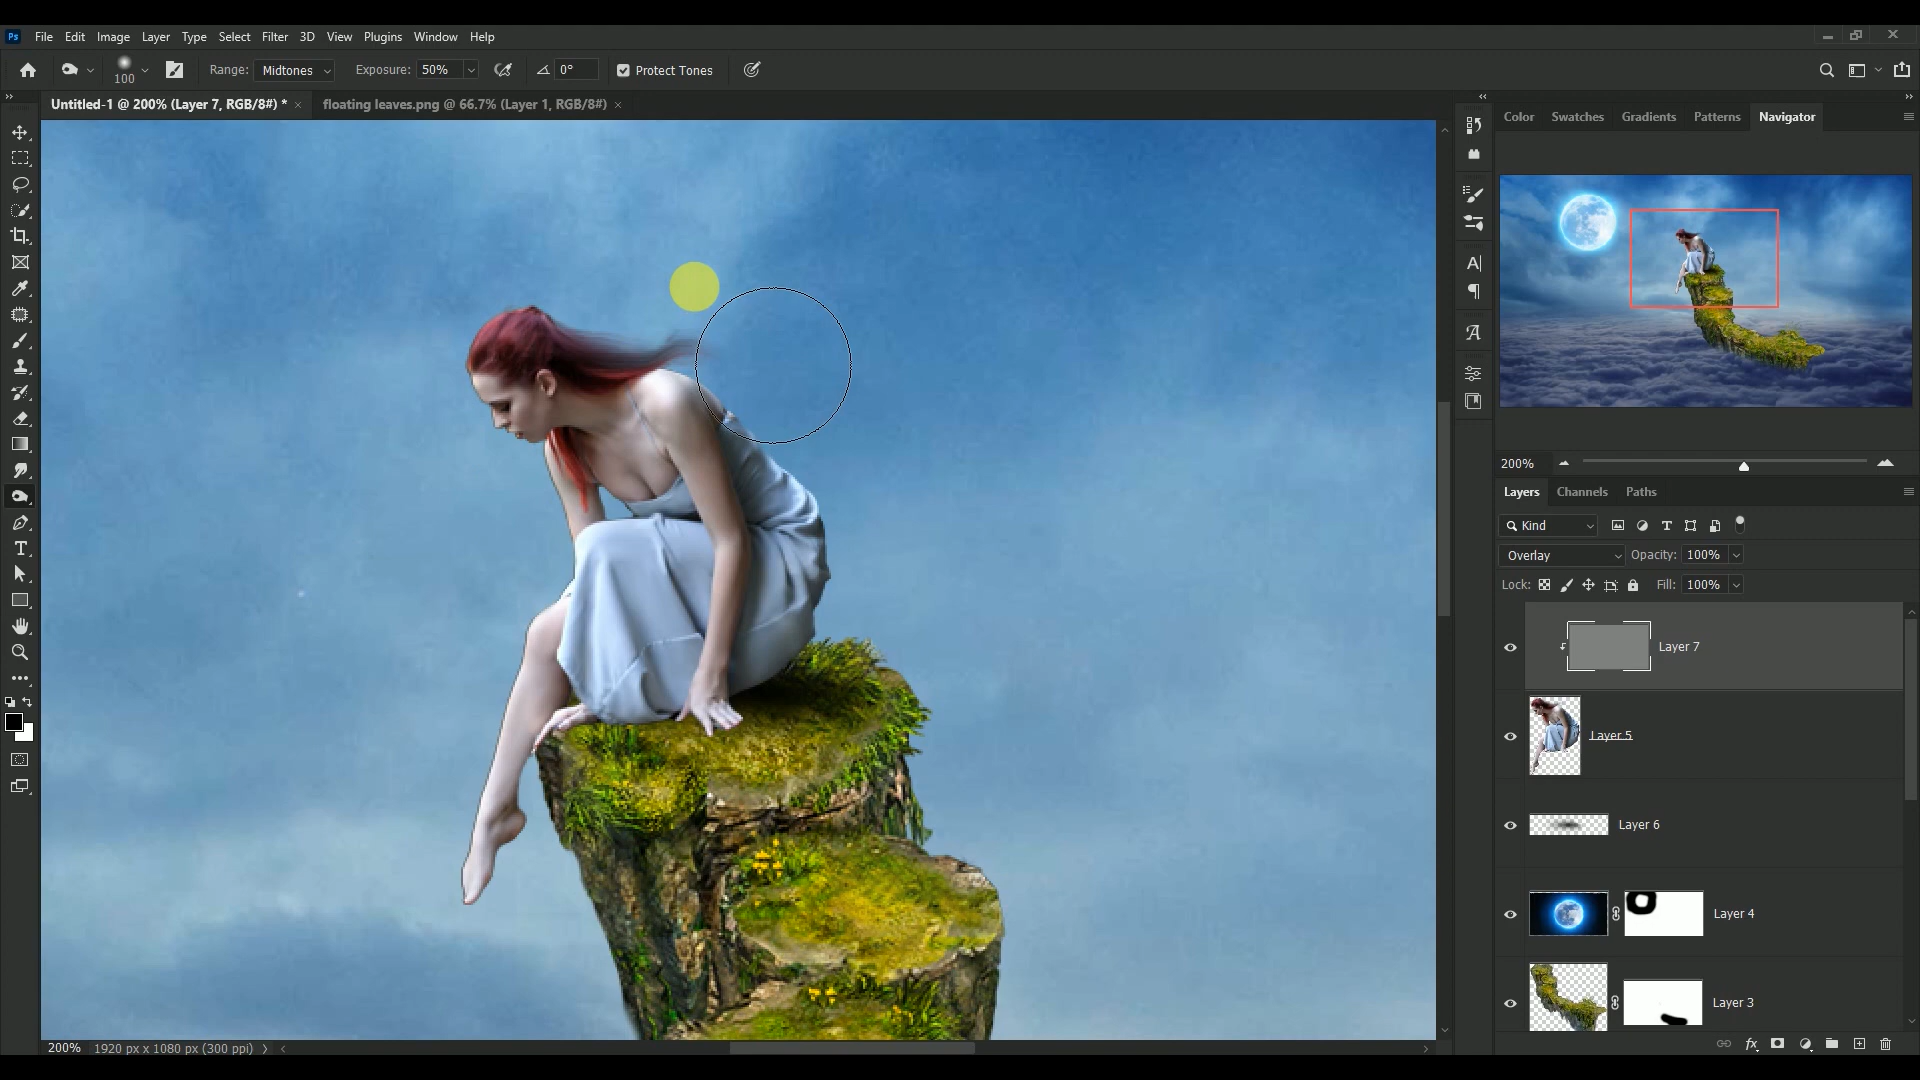 Ps File Edit Image Layer Type Select Filter 3D View Plugins Window Help
100 Range: Midtones Exposure: 50% 0° Protect Tones
Untitled-1 @ 200% (Layer 7, RGB/8#) * × floating leaves.png @ 66.7% (Layer 1, RGB/8#) ×
Color Swatches Gradients Patterns Navigator
200%
Layers Channels Paths
Kind
Overlay Opacity: 100%
Lock: Fill: 100%
Layer 7
Layer 5
Layer 6
Layer 4
Layer 3
200% 1920 px x 1080 px (300 ppi)